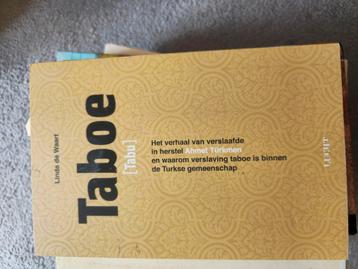 Linda de Waart
Taboe
[Tabu]
Het verhaal van verslaafde
in herstel Ahmet Türkmen
en waarom verslaving taboe is binnen
de Turkse gemeenschap
LUCHT